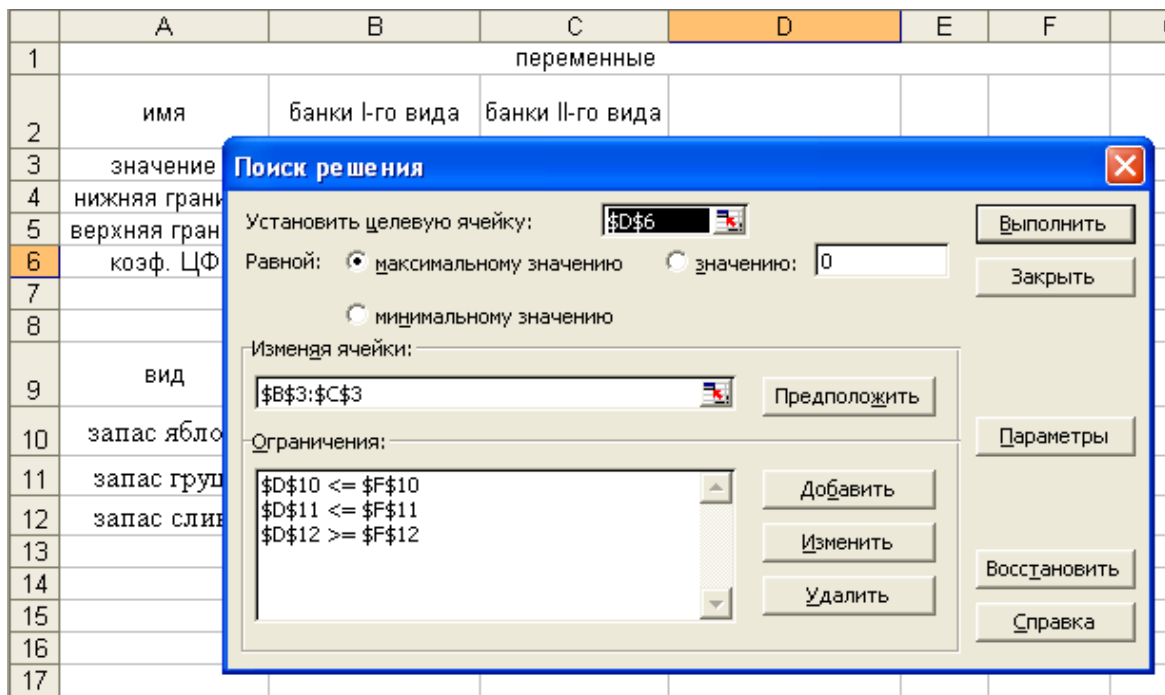 A B C D E F
1 переменные
2 имя банки I-го вида банки II-го вида
3 значение
4 нижняя грани
5 верхняя гран
6 коэф. ЦФ
7
8
9 вид
10 запас ябло
11 запас груш
12 запас слив
13
14
15
16
17
Поиск решения
Установить целевую ячейку: $D$6 Выполнить
Равной: максимальному значению значению: 0 Закрыть
минимальному значению
Изменяя ячейки:
$B$3:$C$3 Предположить
Ограничения: Параметры
$D$10 <= $F$10 Добавить
$D$11 <= $F$11
$D$12 >= $F$12
Изменить
Восстановить
Удалить
Справка